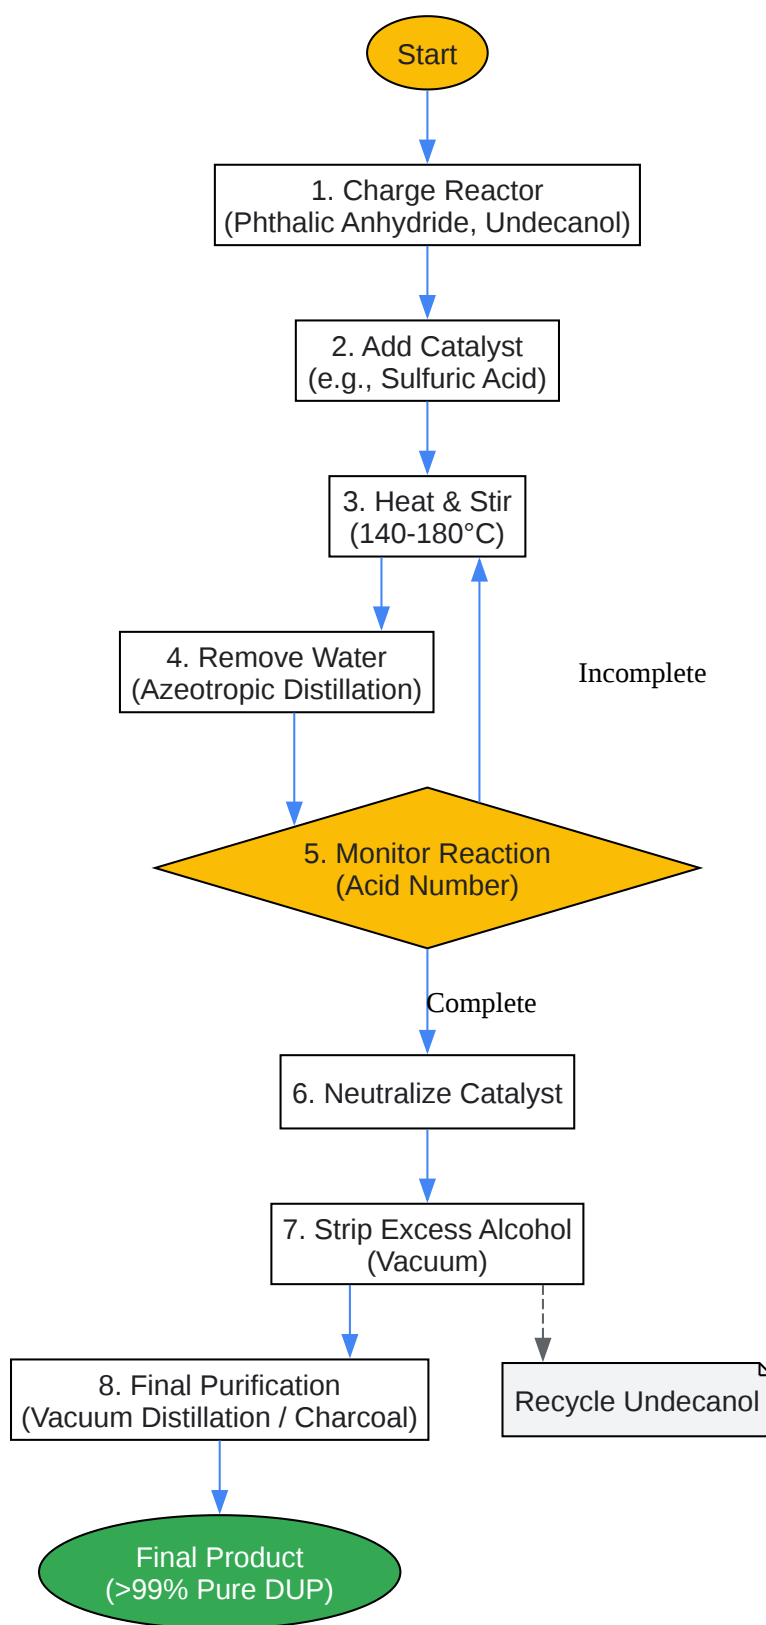 Start
1. Charge Reactor
(Phthalic Anhydride, Undecanol)
2. Add Catalyst
(e.g., Sulfuric Acid)
3. Heat & Stir
(140-180°C)
4. Remove Water
(Azeotropic Distillation)
Incomplete
5. Monitor Reaction
(Acid Number)
Complete
6. Neutralize Catalyst
7. Strip Excess Alcohol
(Vacuum)
8. Final Purification
(Vacuum Distillation / Charcoal)
Recycle Undecanol
Final Product
(>99% Pure DUP)